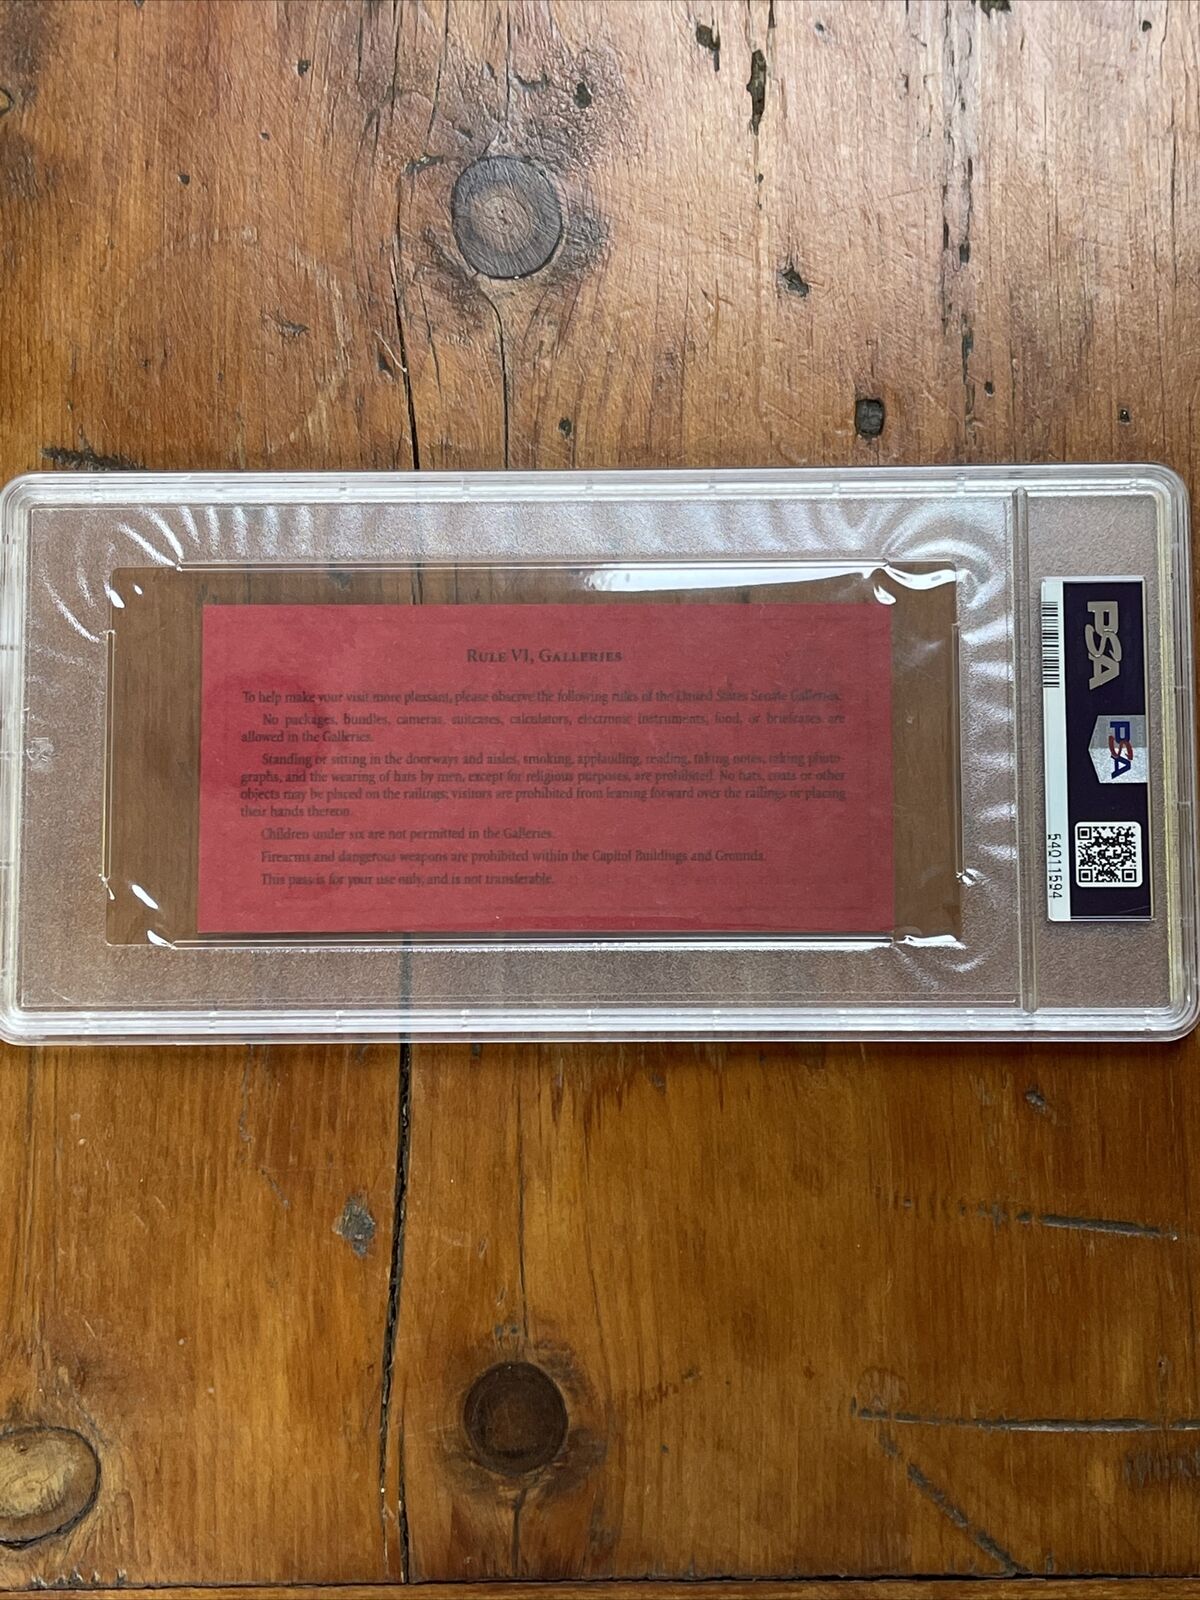 RULE VI, GALLERIES
To help make your visit more pleasant, please observe the following rules of the United States Senate Galleries:
No packages, bundles, cameras, suitcases, calculators, electronic instruments, food, or briefcases are
allowed in the Galleries.
Standing or sitting in the doorways and aisles, smoking, applauding, reading, taking notes, taking photo-
graphs, and the wearing of hats by men, except for religious purposes, are prohibited. No hats, coats or other
objects may be placed on the railings; visitors are prohibited from leaning forward over the railings or placing
their hands thereon.
Children under six are not permitted in the Galleries.
Firearms and dangerous weapons are prohibited within the Capitol Buildings and Grounds.
This pass is for your use only, and is not transferable.
PSA
PSA
54011594